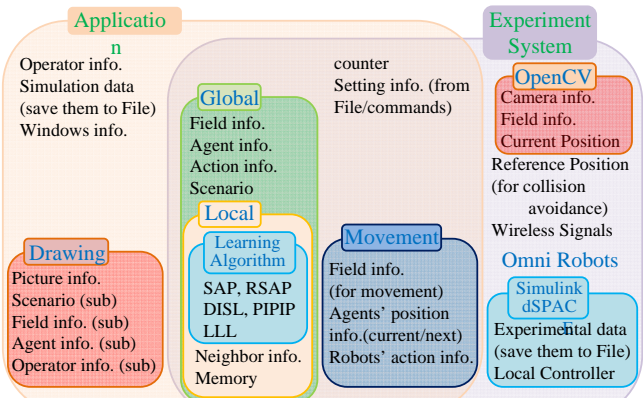 Applicatio
n
Operator info.
Simulation data
(save them to File)
Windows info.
Drawing
Picture info.
Scenario (sub)
Field info. (sub)
Agent info. (sub)
Operator info. (sub)
Global
Field info.
Agent info.
Action info.
Scenario
Local
Learning
Algorithm
SAP, RSAP
DISL, PIPIP
LLL
Neighbor info.
Memory
counter
Setting info. (from
File/commands)
Movement
Field info.
(for movement)
Agents' position
info.(current/next)
Robots' action info.
Experiment
System
OpenCV
Camera info.
Field info.
Current Position
Reference Position
(for collision
avoidance)
Wireless Signals
Omni Robots
Simulink
dSPAC
E
Experimental data
(save them to File)
Local Controller